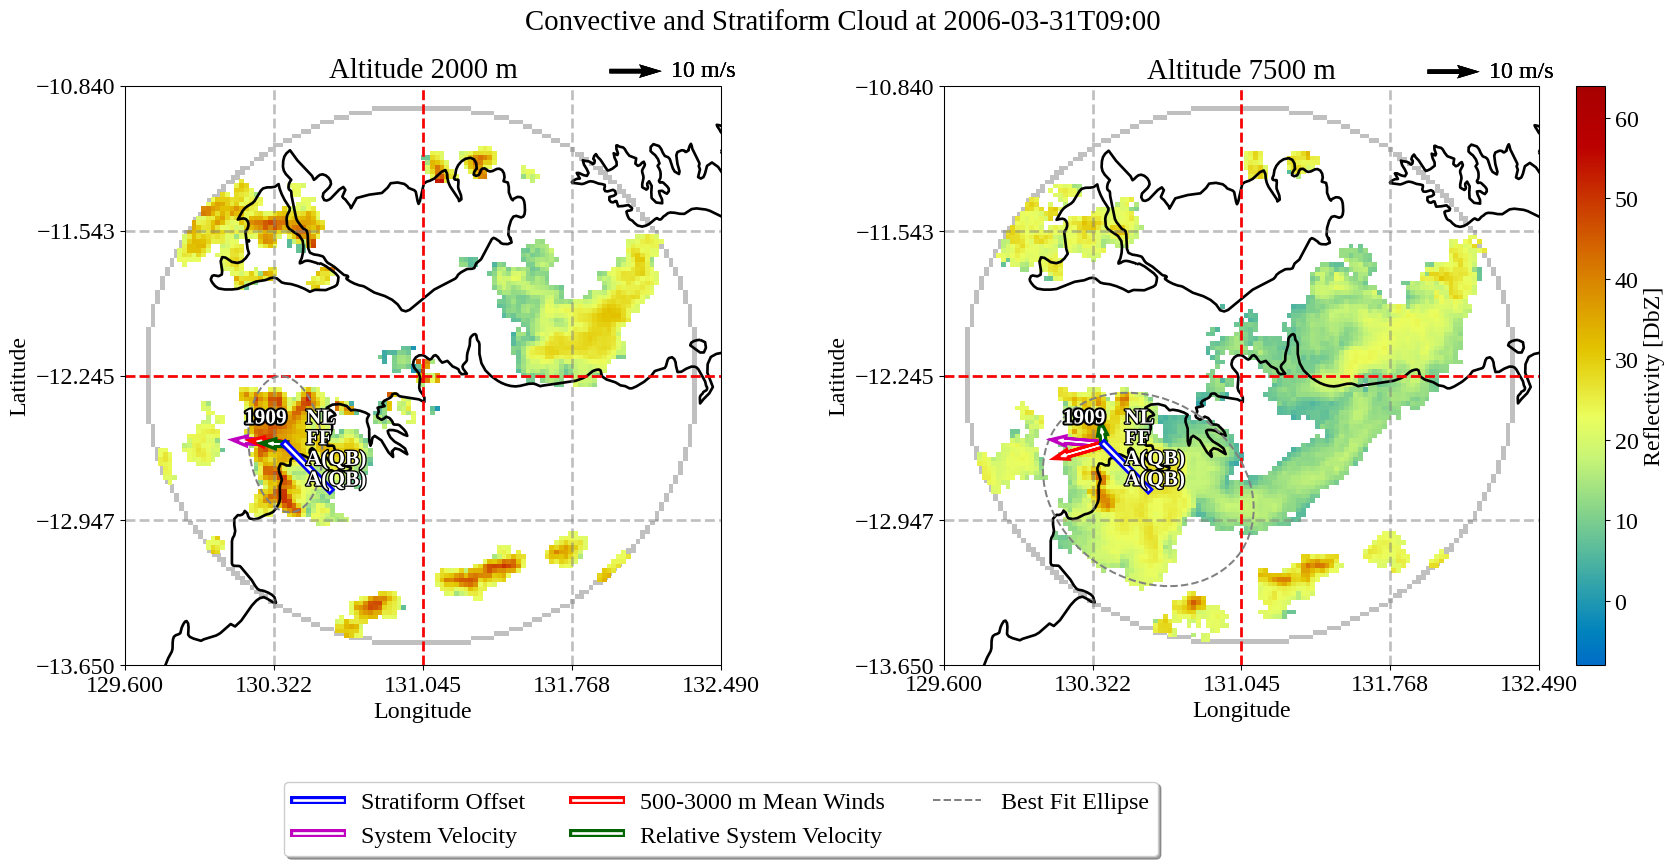 Convective and Stratiform Cloud at 2006-03-31T09:00
Altitude 2000 m
10 m/s
−10.840
−11.543
−12.245
−12.947
−13.650
Latitude
129.600
130.322
131.045
131.768
132.490
Longitude
1909
NL
FF
A(QB)
A(QB)
Altitude 7500 m
10 m/s
−10.840
−11.543
−12.245
−12.947
−13.650
Latitude
129.600
130.322
131.045
131.768
132.490
Longitude
1909
NL
FF
A(QB)
A(QB)
60
50
40
30
20
10
0
Reflectivity [DbZ]
Stratiform Offset
System Velocity
500-3000 m Mean Winds
Relative System Velocity
Best Fit Ellipse